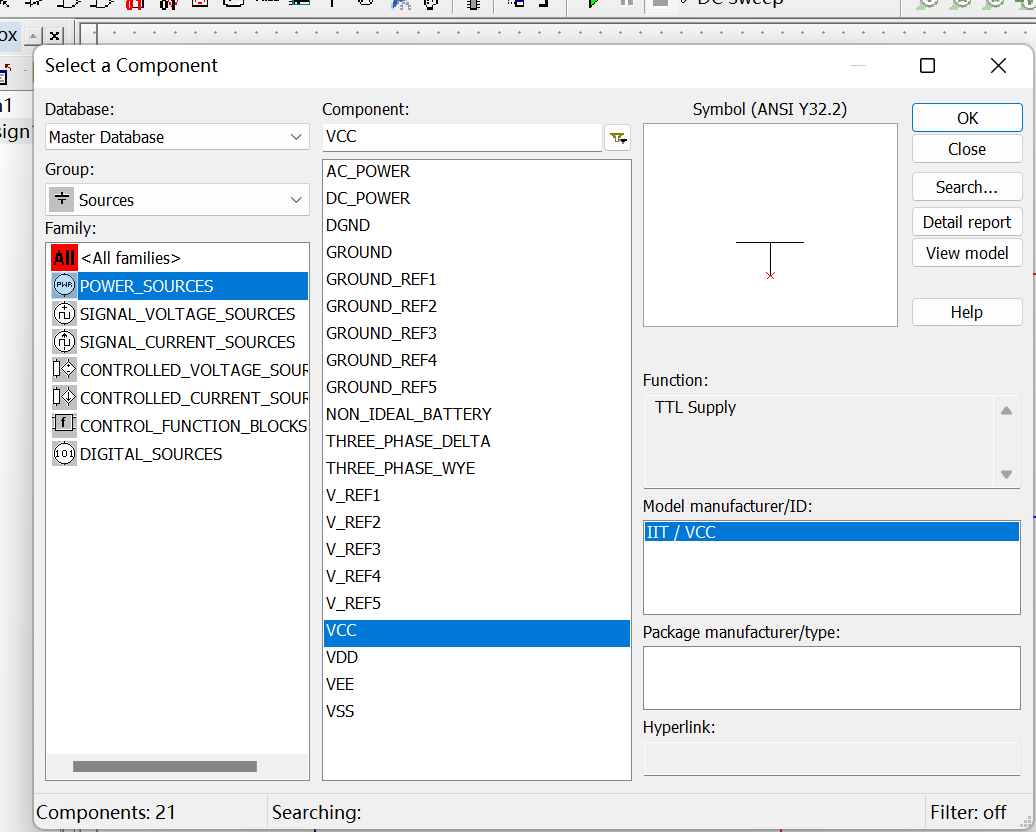 DC Sweep
ox
Select a Component
n1
sign1
Database:
Master Database
Group:
Sources
Family:
All <All families>
PWR POWER_SOURCES
SIGNAL_VOLTAGE_SOURCES
SIGNAL_CURRENT_SOURCES
CONTROLLED_VOLTAGE_SOUR
CONTROLLED_CURRENT_SOUR
f CONTROL_FUNCTION_BLOCKS
101 DIGITAL_SOURCES
Component:
VCC
AC_POWER
DC_POWER
DGND
GROUND
GROUND_REF1
GROUND_REF2
GROUND_REF3
GROUND_REF4
GROUND_REF5
NON_IDEAL_BATTERY
THREE_PHASE_DELTA
THREE_PHASE_WYE
V_REF1
V_REF2
V_REF3
V_REF4
V_REF5
VCC
VDD
VEE
VSS
Symbol (ANSI Y32.2)
OK
Close
Search...
Detail report
View model
Help
Function:
TTL Supply
Model manufacturer/ID:
IIT / VCC
Package manufacturer/type:
Hyperlink:
Components: 21
Searching:
Filter: off